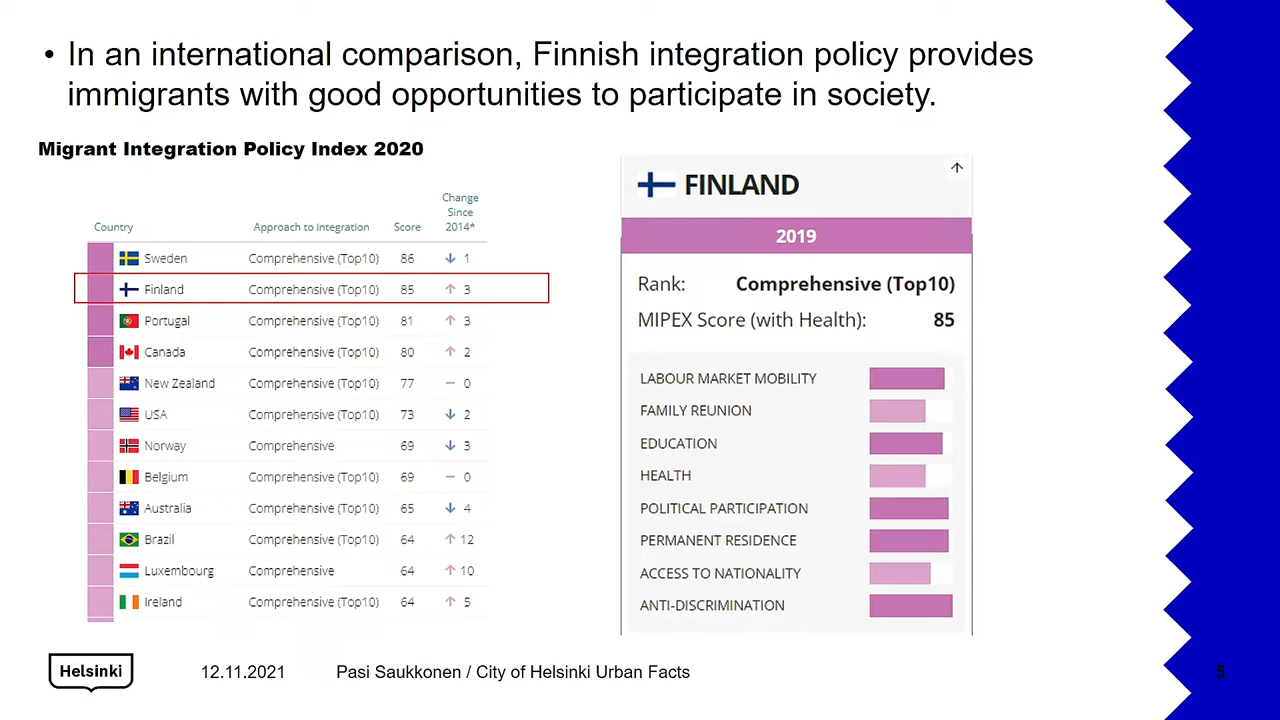 • In an international comparison, Finnish integration policy provides
immigrants with good opportunities to participate in society.
Migrant Integration Policy Index 2020
Country Approach to integration Score Change Since 2014*
Sweden Comprehensive (Top10) 86 ↓ 1
Finland Comprehensive (Top10) 85 ↑ 3
Portugal Comprehensive (Top10) 81 ↑ 3
Canada Comprehensive (Top10) 80 ↑ 2
New Zealand Comprehensive (Top10) 77 – 0
USA Comprehensive (Top10) 73 ↓ 2
Norway Comprehensive 69 ↓ 3
Belgium Comprehensive (Top10) 69 – 0
Australia Comprehensive (Top10) 65 ↓ 4
Brazil Comprehensive (Top10) 64 ↑ 12
Luxembourg Comprehensive 64 ↑ 10
Ireland Comprehensive (Top10) 64 ↑ 5
FINLAND ↑
2019
Rank: Comprehensive (Top10)
MIPEX Score (with Health): 85
LABOUR MARKET MOBILITY
FAMILY REUNION
EDUCATION
HEALTH
POLITICAL PARTICIPATION
PERMANENT RESIDENCE
ACCESS TO NATIONALITY
ANTI-DISCRIMINATION
Helsinki 12.11.2021 Pasi Saukkonen / City of Helsinki Urban Facts 5